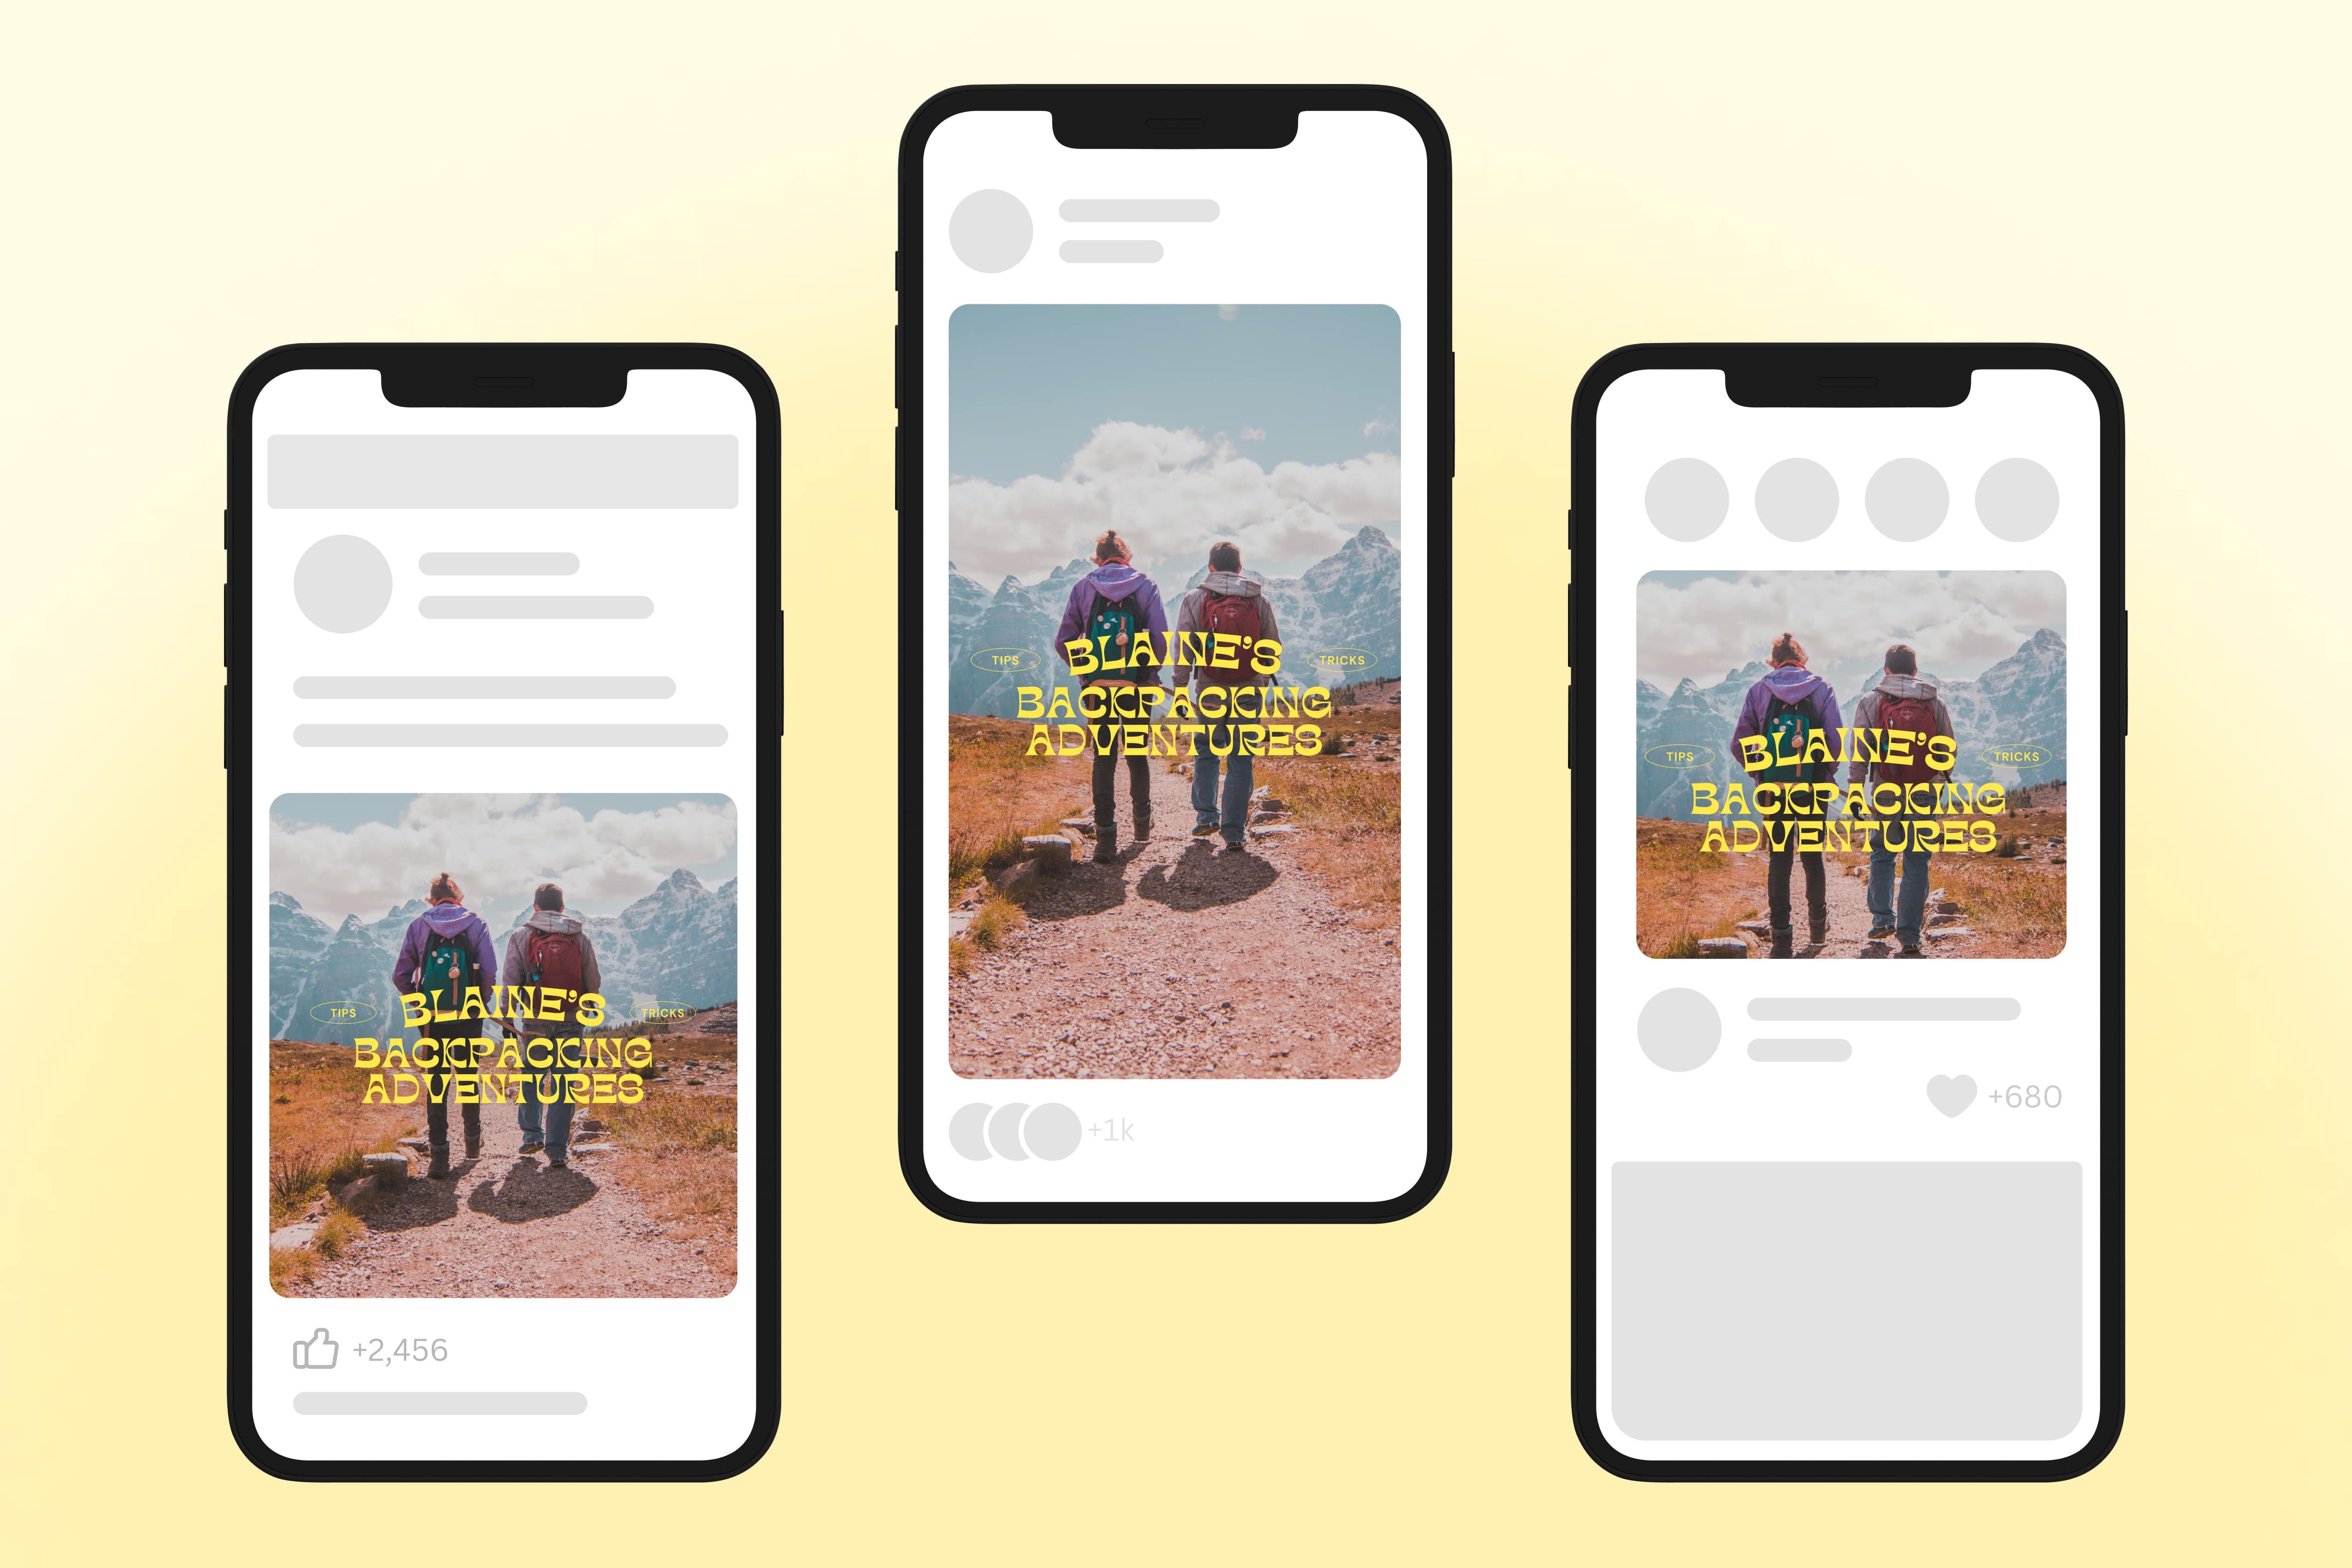 TIPS
BLAINE'S
TRICKS
BACKPACKING
ADVENTURES
+2,456
TIPS
BLAINE'S
TRICKS
BACKPACKING
ADVENTURES
+1k
TIPS
BLAINE'S
TRICKS
BACKPACKING
ADVENTURES
+680